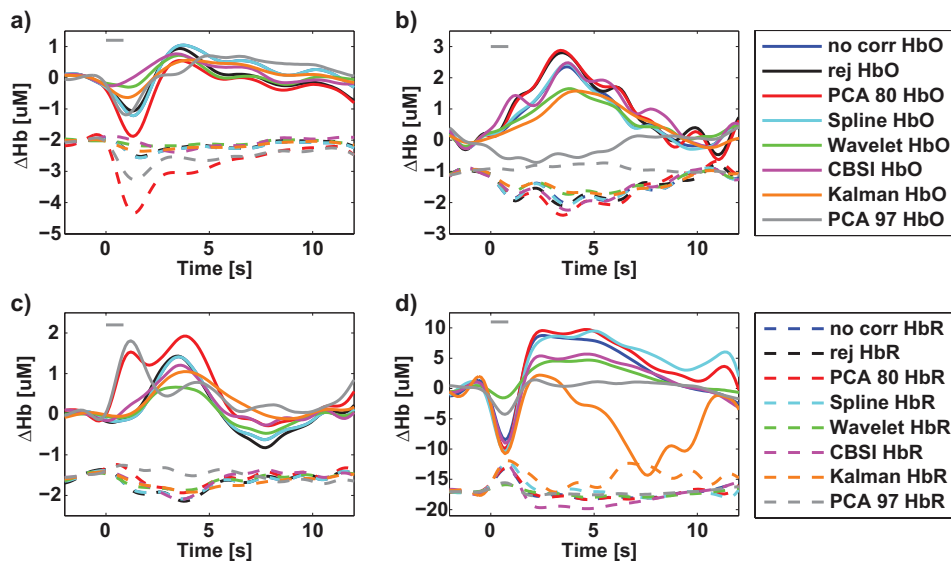 a)
ΔHb [uM]
1
0
−1
−2
−3
−4
−5
0
5
10
Time [s]
b)
ΔHb [uM]
3
2
1
0
−1
−2
−3
0
5
10
Time [s]
no corr HbO
rej HbO
PCA 80 HbO
Spline HbO
Wavelet HbO
CBSI HbO
Kalman HbO
PCA 97 HbO
c)
ΔHb [uM]
2
1
0
−1
−2
0
5
10
Time [s]
d)
ΔHb [uM]
10
5
0
−5
−10
−15
−20
0
5
10
Time [s]
no corr HbR
rej HbR
PCA 80 HbR
Spline HbR
Wavelet HbR
CBSI HbR
Kalman HbR
PCA 97 HbR